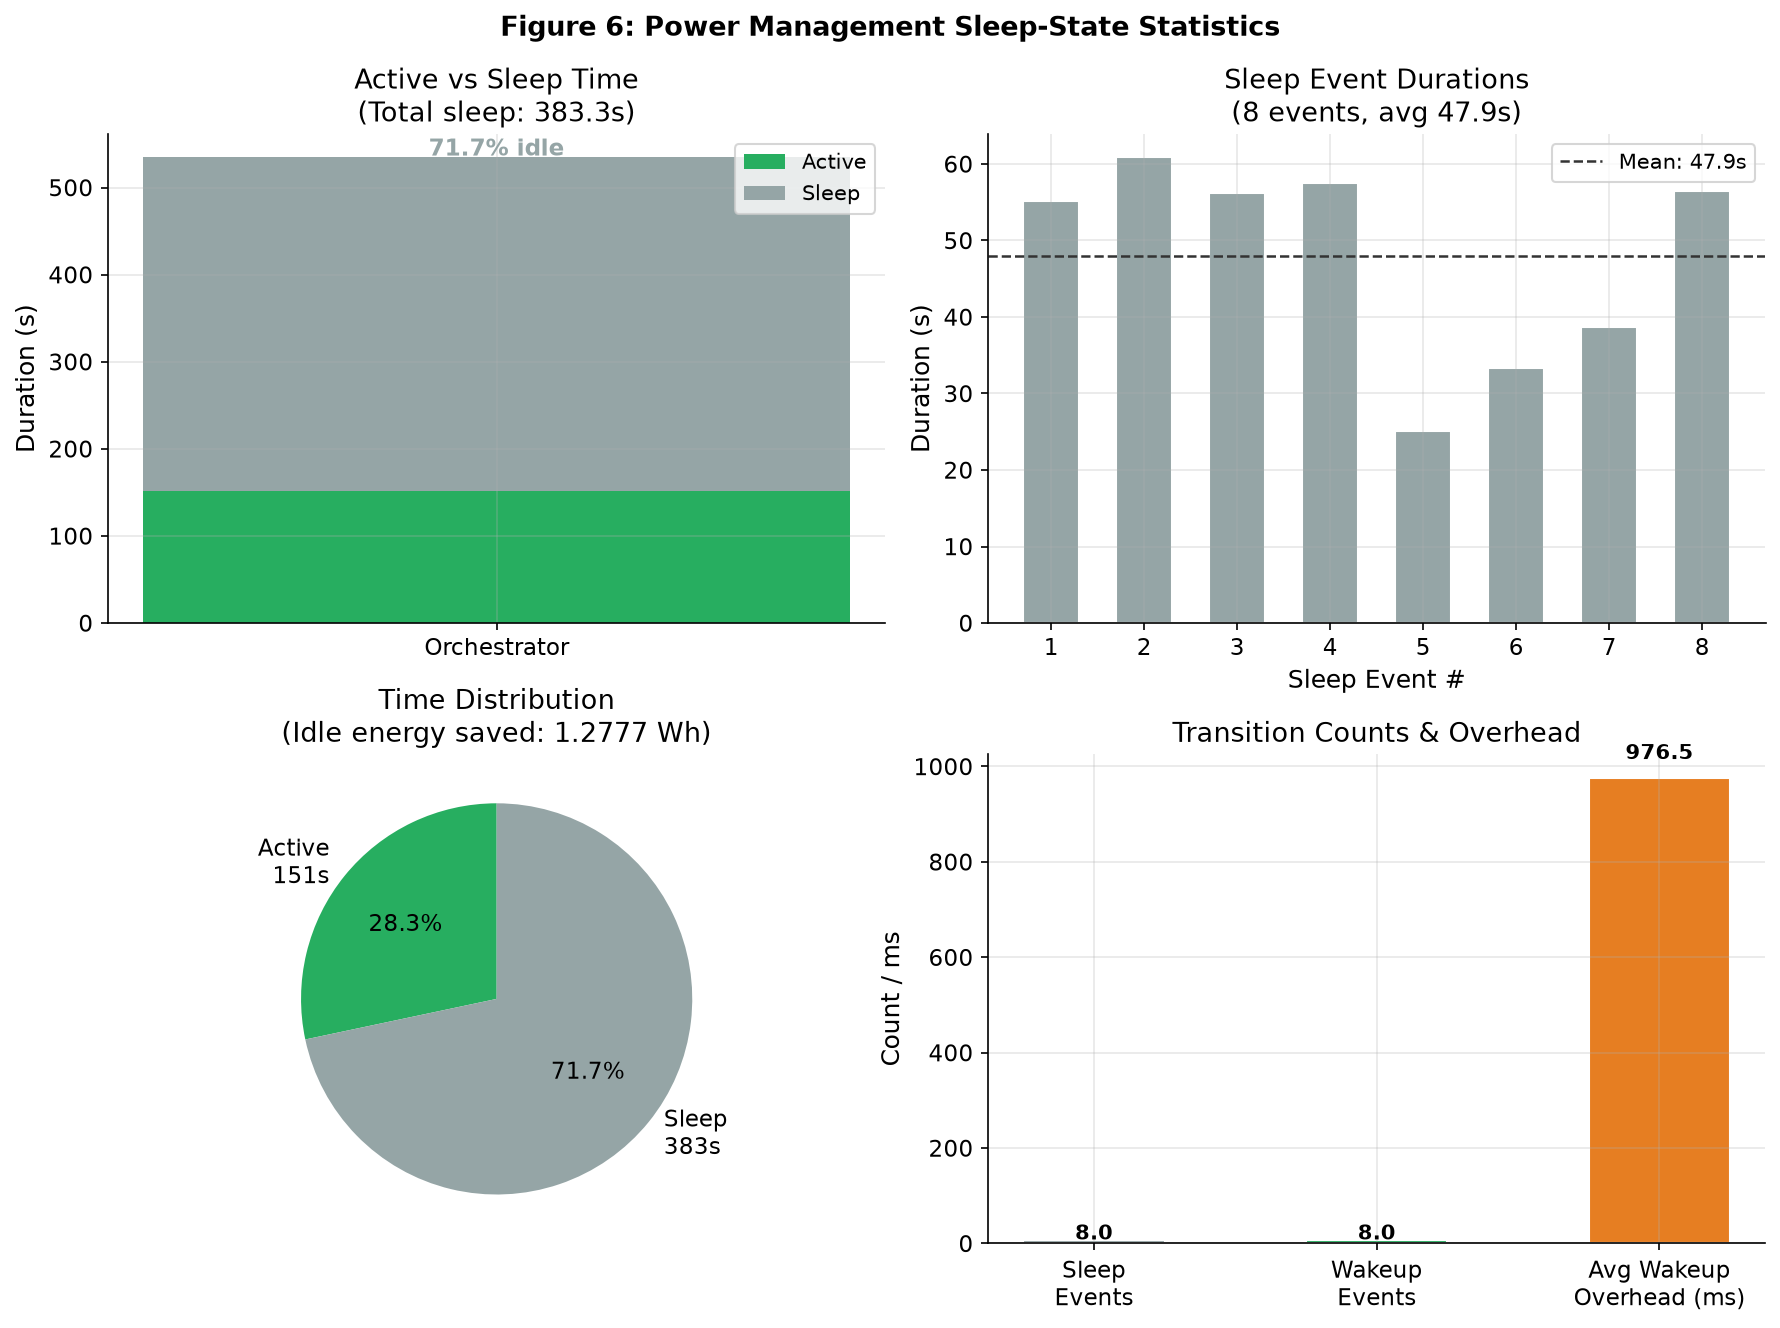 Figure 6: Power Management Sleep-State Statistics
Active vs Sleep Time
(Total sleep: 383.3s)
71.7% idle
Active
Sleep
Duration (s)
500
400
300
200
100
0
Orchestrator
Sleep Event Durations
(8 events, avg 47.9s)
Mean: 47.9s
Duration (s)
60
50
40
30
20
10
0
1 2 3 4 5 6 7 8
Sleep Event #
Time Distribution
(Idle energy saved: 1.2777 Wh)
Active
151s
28.3%
71.7%
Sleep
383s
Transition Counts & Overhead
976.5
Count / ms
1000
800
600
400
200
0
8.0
8.0
Sleep
Events
Wakeup
Events
Avg Wakeup
Overhead (ms)